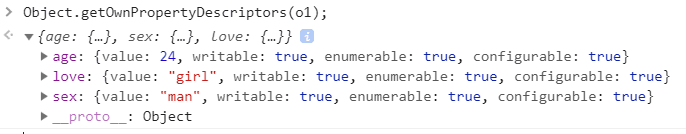 > Object.getOwnPropertyDescriptors(o1);
{age: {…}, sex: {…}, love: {…}} i
age: {value: 24, writable: true, enumerable: true, configurable: true}
love: {value: "girl", writable: true, enumerable: true, configurable: true}
sex: {value: "man", writable: true, enumerable: true, configurable: true}
__proto__: Object